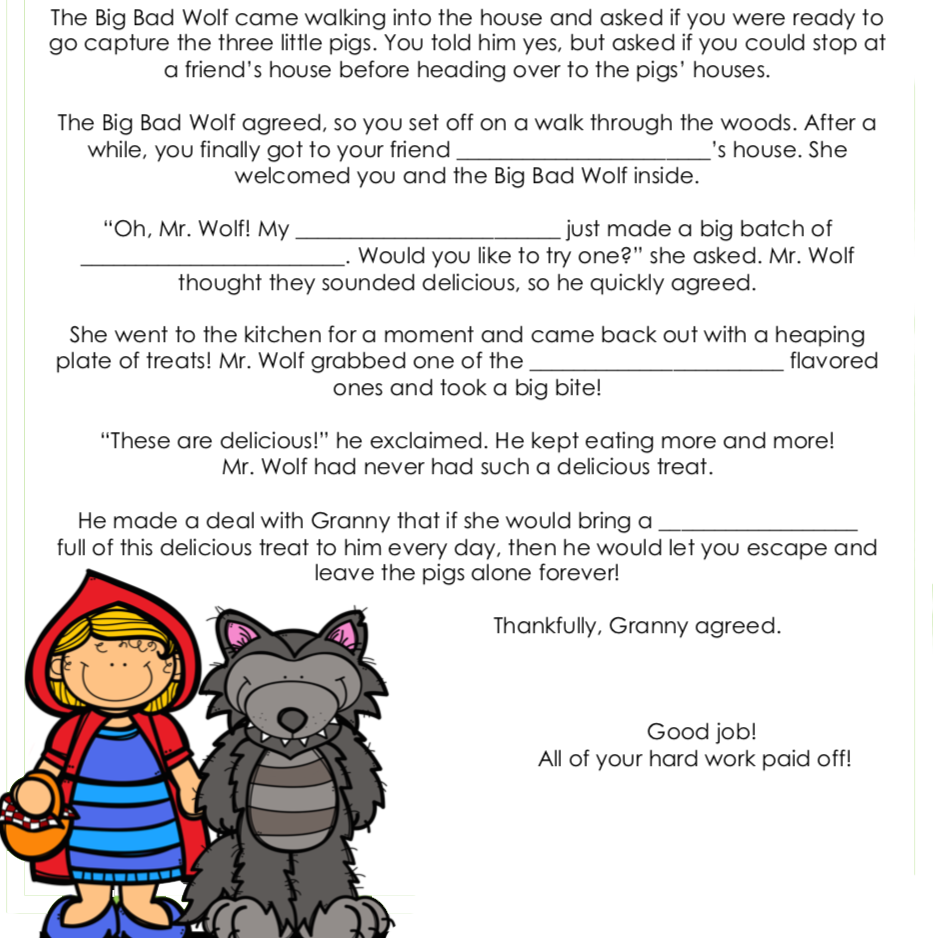 The Big Bad Wolf came walking into the house and asked if you were ready to
go capture the three little pigs. You told him yes, but asked if you could stop at
a friend’s house before heading over to the pigs’ houses.
The Big Bad Wolf agreed, so you set off on a walk through the woods. After a
while, you finally got to your friend ______________________’s house. She
welcomed you and the Big Bad Wolf inside.
“Oh, Mr. Wolf! My _______________________ just made a big batch of
_______________________. Would you like to try one?” she asked. Mr. Wolf
thought they sounded delicious, so he quickly agreed.
She went to the kitchen for a moment and came back out with a heaping
plate of treats! Mr. Wolf grabbed one of the ______________________ flavored
ones and took a big bite!
“These are delicious!” he exclaimed. He kept eating more and more!
Mr. Wolf had never had such a delicious treat.
He made a deal with Granny that if she would bring a _________________
full of this delicious treat to him every day, then he would let you escape and
leave the pigs alone forever!
Thankfully, Granny agreed.
Good job!
All of your hard work paid off!